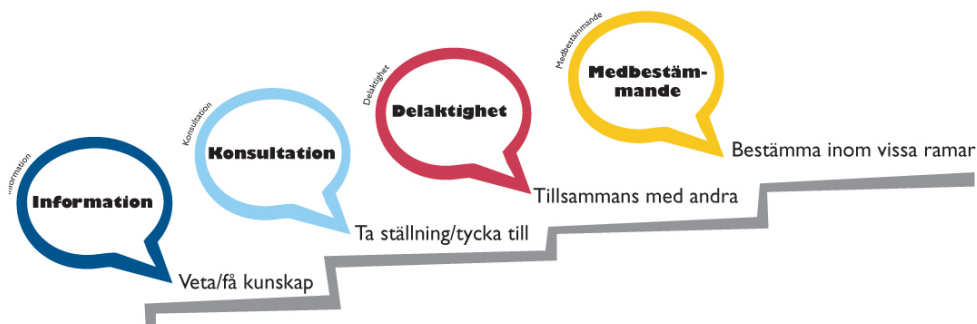 Information
Information
Veta/få kunskap
Konsultation
Konsultation
Ta ställning/tycka till
Delaktighet
Delaktighet
Tillsammans med andra
Medbestämmande
Medbestäm-
mande
Bestämma inom vissa ramar